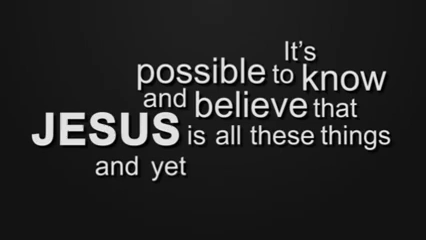 It's
possible to know
and believe that
JESUS is all these things
and yet